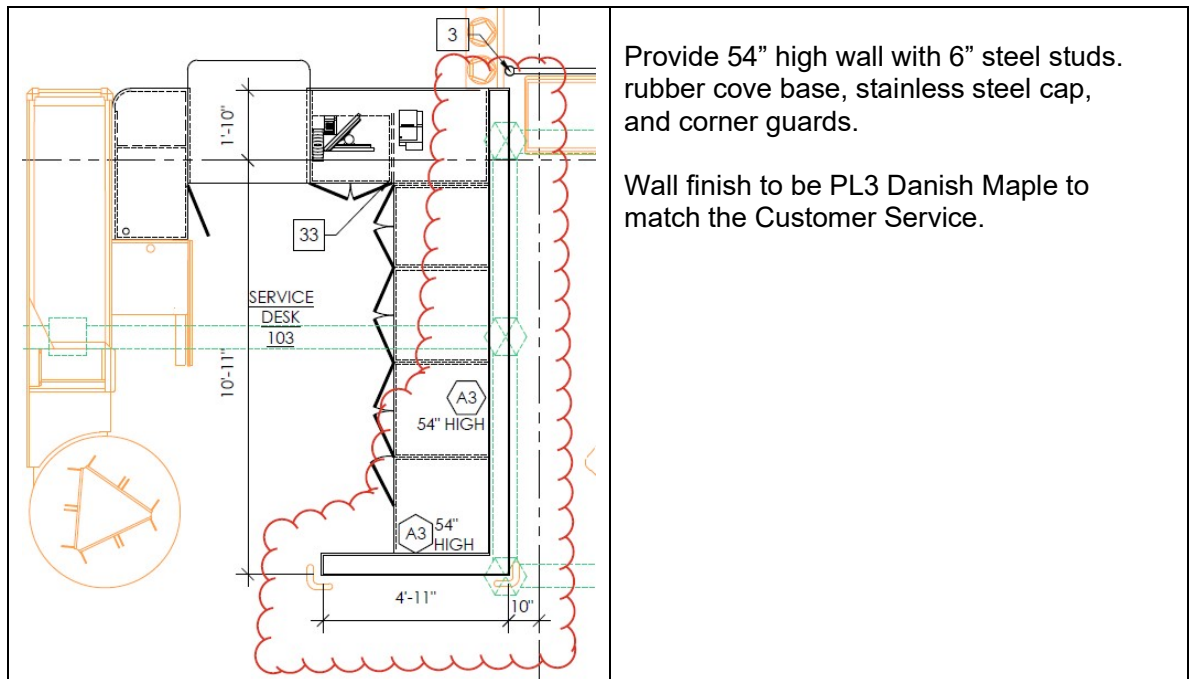 3
1'-10"
33
SERVICE
DESK
103
10'-11"
A3
54" HIGH
A3
54"
HIGH
4'-11"
10"
Provide 54” high wall with 6” steel studs.
rubber cove base, stainless steel cap,
and corner guards.
Wall finish to be PL3 Danish Maple to
match the Customer Service.